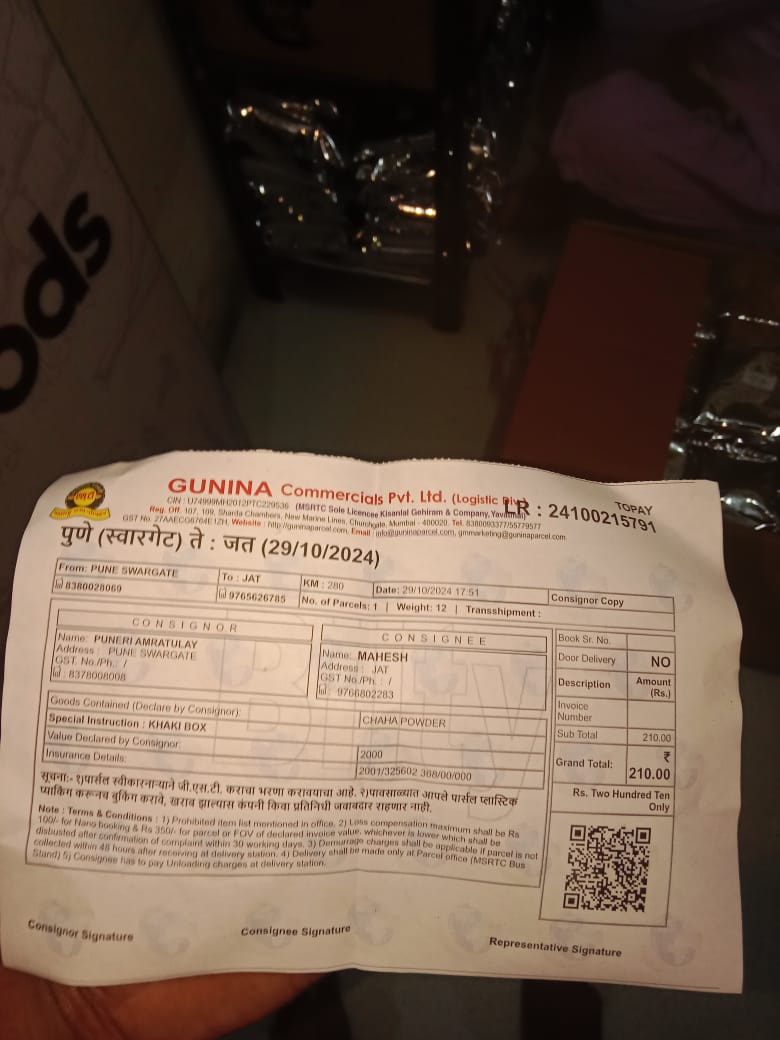 ods
GUNINA Commercials Pvt. Ltd. (Logistic
LR : 24100215791
TOPAY
CIN : U74999MH2012PTC229536 (MSRTC Sole Licencee Kisanlal Gehiram & Company,
Reg. Off. 107, 109, Sharda Chambers, New Marine Lines, Churchgate, Mumbai - 400020. Tel. 8380093377/55779577
GST No. Website : http://guninaparcel.com, Email : info@guninaparcel.com, gmmarketing@guninaparcel.com
पुणे (स्वारगेट) ते : जत (29/10/2024)
From: PUNE SWARGATE
To : JAT
KM : 280
Date: 29/10/2024 17:51
Consignor Copy
8380028069
9765626785
No. of Parcels: 1 | Weight: 12 | Transshipment :
CONSIGNOR
Name: PUNERI AMRATULAY
Address : PUNE SWARGATE
GST. No./Ph.: /
: 8378008008
CONSIGNEE
Name: MAHESH
Address : JAT
GST No./Ph. : /
: 9766802283
Book Sr. No.
Door Delivery NO
Description Amount (Rs.)
Invoice Number
Sub Total 210.00
Grand Total: ₹ 210.00
Rs. Two Hundred Ten Only
Goods Contained (Declare by Consignor):
CHAHA POWDER
Special Instruction : KHAKI BOX
Value Declared by Consignor:
2000
Insurance Details:
2001/325602 368/00/000
सूचना:- १)पार्सल स्वीकारनाऱ्याने जी.एस.टी. कराचा भरणा करावयाचा आहे. २)पावसाळ्यात आपले पार्सल प्लास्टिक
पॅकिंग करूनच बुकिंग करावे, खराब झाल्यास कंपनी किंवा प्रतिनिधी जवाबदार राहणार नाही.
Note : Terms & Conditions : 1) Prohibited item list mentioned in office. 2) Loss compensation maximum shall be Rs
100/- for Nano booking & Rs 350/- for parcel or FOV of declared invoice value, whichever is lower which shall be
disbusted after confirmation of complaint within 30 working days. 3) Demurrage charges shall be applicable if parcel is not
collected within 48 hours after receiving at delivery station. 4) Delivery shall be made only at Parcel office (MSRTC Bus
Stand) 5) Consignee has to pay Unloading charges at delivery station.
Consignor Signature
Consignee Signature
Representative Signature